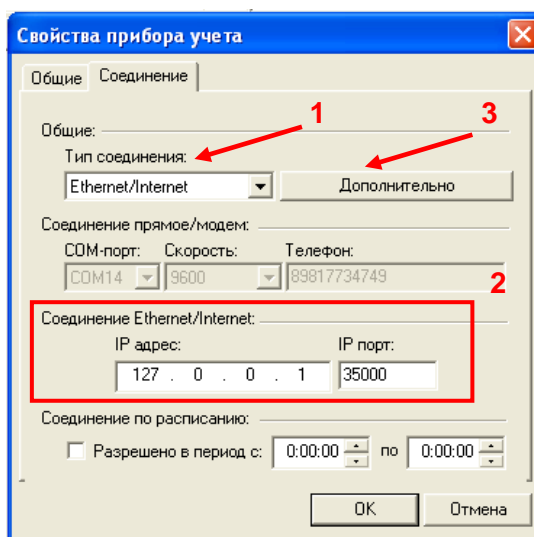 Свойства прибора учета
Общие Соединение
1
3
Общие:
Тип соединения:
Ethernet/Internet Дополнительно
Соединение прямое/модем:
COM-порт: Скорость: Телефон:
COM14 9600 89817734749
2
Соединение Ethernet/Internet:
IP адрес: IP порт:
127 . 0 . 0 . 1 35000
Соединение по расписанию:
Разрешено в период с: 0:00:00 по 0:00:00
OK Отмена